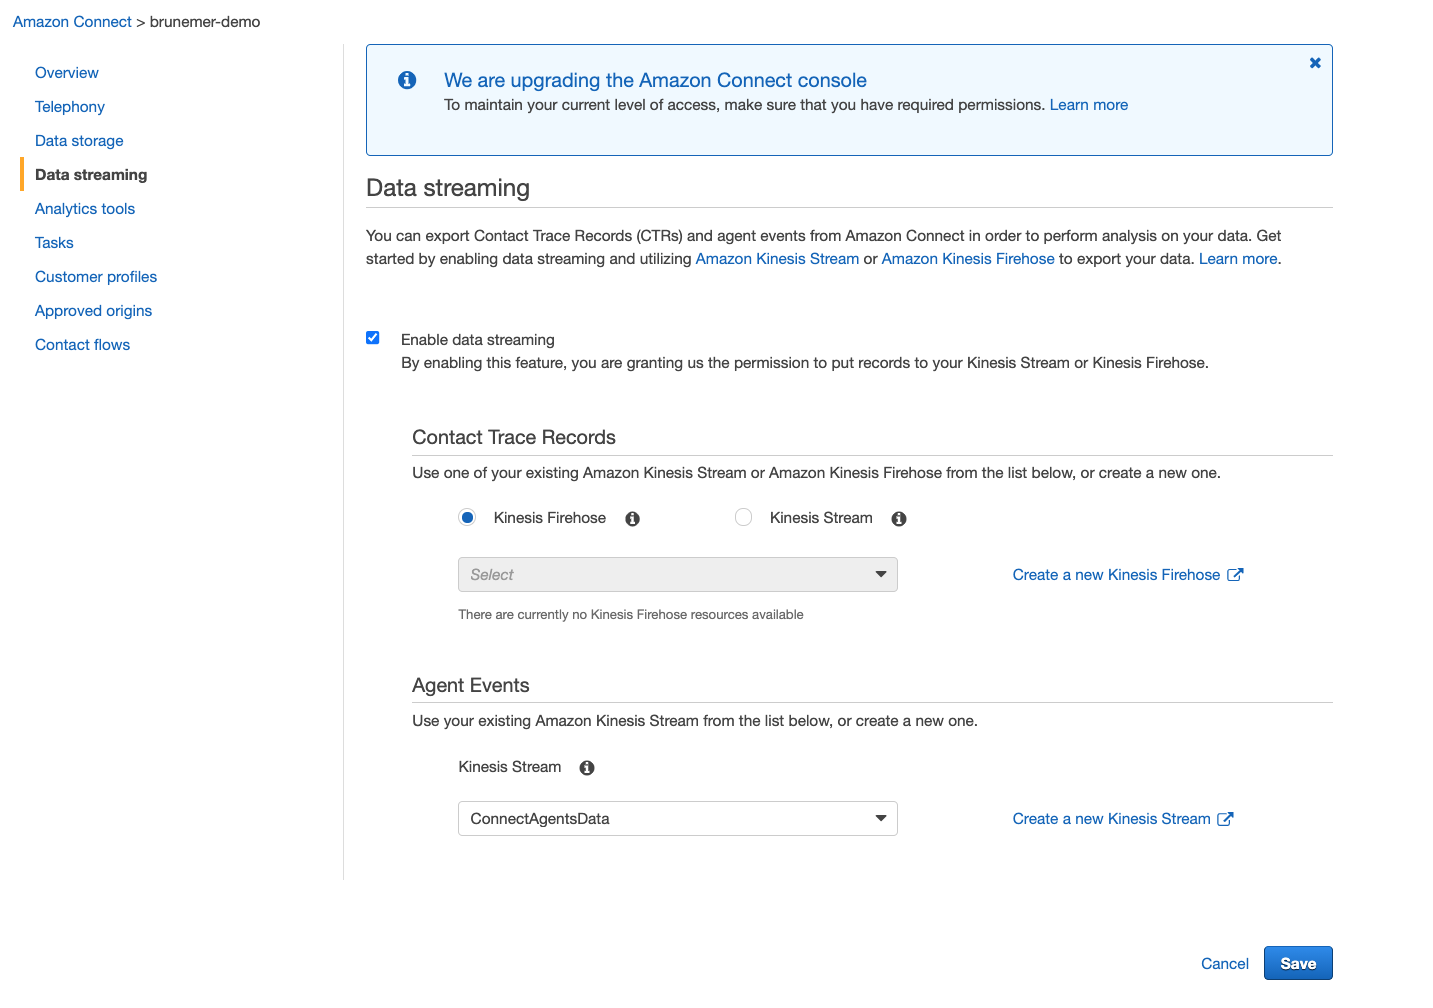 Amazon Connect > brunemer-demo
Overview
Telephony
Data storage
Data streaming
Analytics tools
Tasks
Customer profiles
Approved origins
Contact flows
We are upgrading the Amazon Connect console
To maintain your current level of access, make sure that you have required permissions. Learn more
Data streaming
You can export Contact Trace Records (CTRs) and agent events from Amazon Connect in order to perform analysis on your data. Get
started by enabling data streaming and utilizing Amazon Kinesis Stream or Amazon Kinesis Firehose to export your data. Learn more.
Enable data streaming
By enabling this feature, you are granting us the permission to put records to your Kinesis Stream or Kinesis Firehose.
Contact Trace Records
Use one of your existing Amazon Kinesis Stream or Amazon Kinesis Firehose from the list below, or create a new one.
Kinesis Firehose Kinesis Stream
Select Create a new Kinesis Firehose
There are currently no Kinesis Firehose resources available
Agent Events
Use your existing Amazon Kinesis Stream from the list below, or create a new one.
Kinesis Stream
ConnectAgentsData Create a new Kinesis Stream
Cancel Save